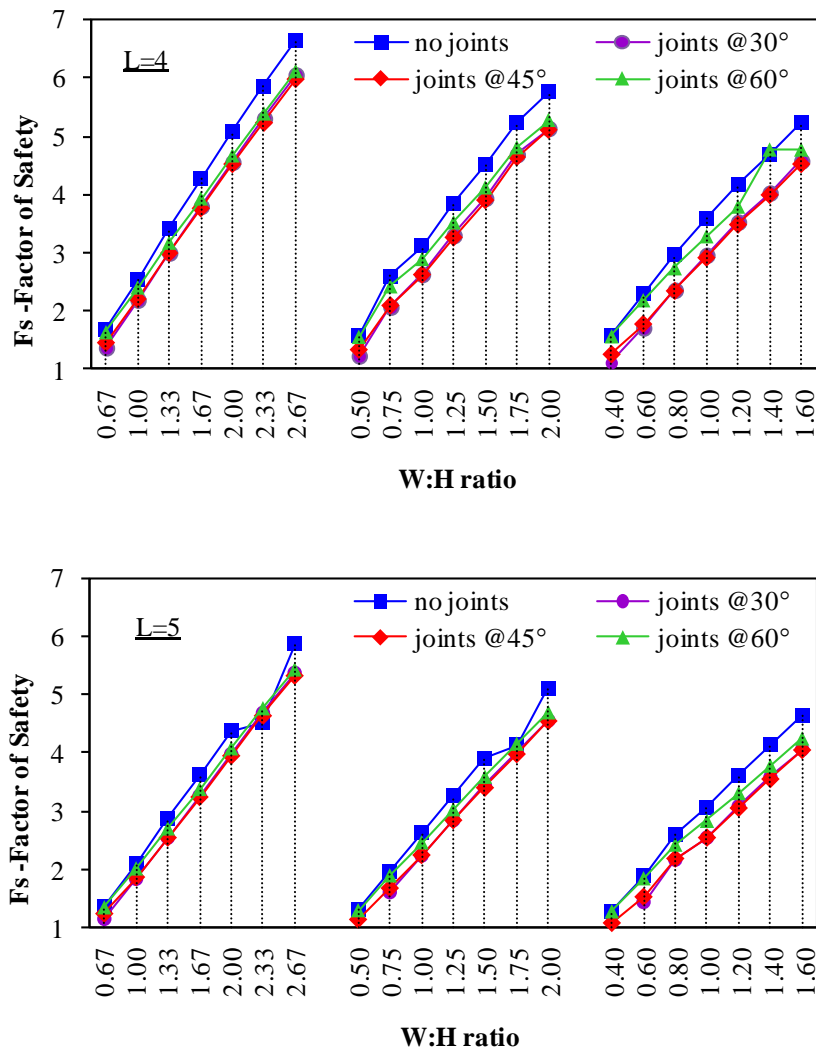 7
6
5
4
3
2
1
Fs -Factor of Safety
L=4
no joints
joints @30°
joints @45°
joints @60°
0.67 1.00 1.33 1.67 2.00 2.33 2.67 0.50 0.75 1.00 1.25 1.50 1.75 2.00 0.40 0.60 0.80 1.00 1.20 1.40 1.60
W:H ratio
7
6
5
4
3
2
1
Fs -Factor of Safety
L=5
no joints
joints @30°
joints @45°
joints @60°
0.67 1.00 1.33 1.67 2.00 2.33 2.67 0.50 0.75 1.00 1.25 1.50 1.75 2.00 0.40 0.60 0.80 1.00 1.20 1.40 1.60
W:H ratio